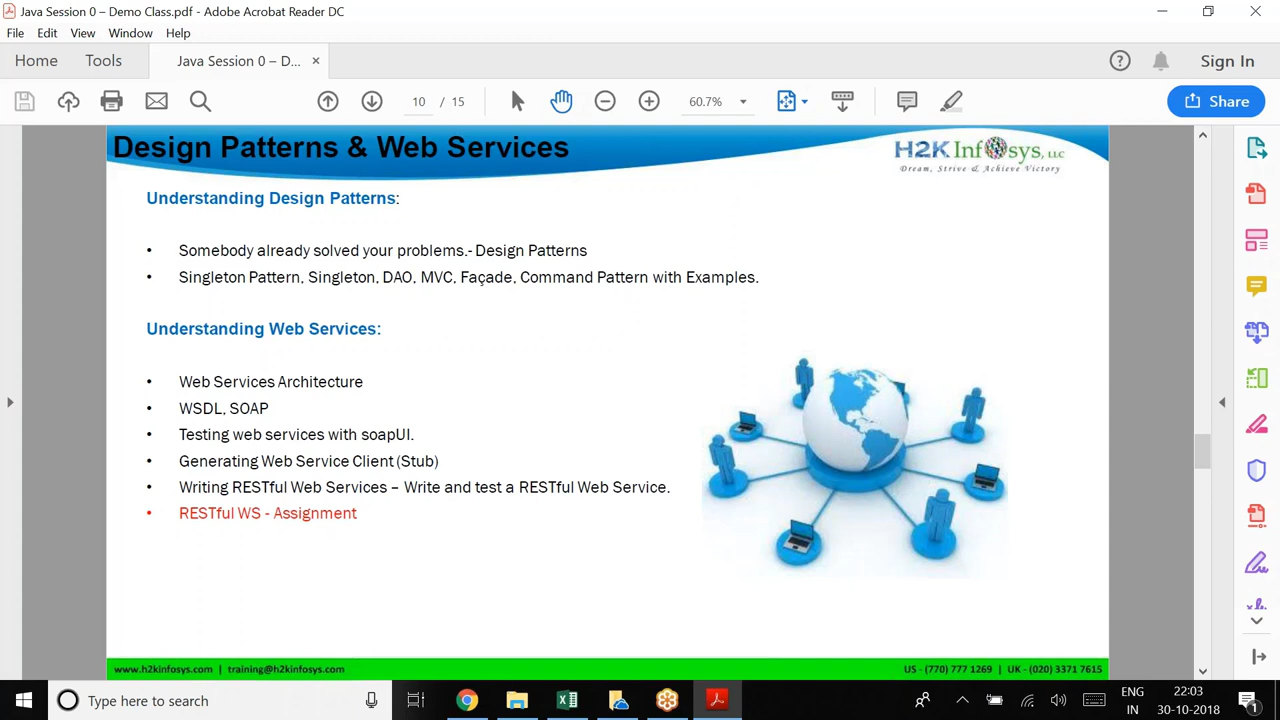 Java Session 0 – Demo Class.pdf - Adobe Acrobat Reader DC
File Edit View Window Help
Home Tools Java Session 0 – D... × Sign In
10 / 15 60.7% Share
Design Patterns & Web Services
H2K Infosys, LLC
Dream, Strive & Achieve Victory
Understanding Design Patterns:
• Somebody already solved your problems.- Design Patterns
• Singleton Pattern, Singleton, DAO, MVC, Façade, Command Pattern with Examples.
Understanding Web Services:
• Web Services Architecture
• WSDL, SOAP
• Testing web services with soapUI.
• Generating Web Service Client (Stub)
• Writing RESTful Web Services – Write and test a RESTful Web Service.
• RESTful WS - Assignment
www.h2kinfosys.com | training@h2kinfosys.com US - (770) 777 1269 | UK - (020) 3371 7615
Type here to search
ENG 22:03
IN 30-10-2018 1